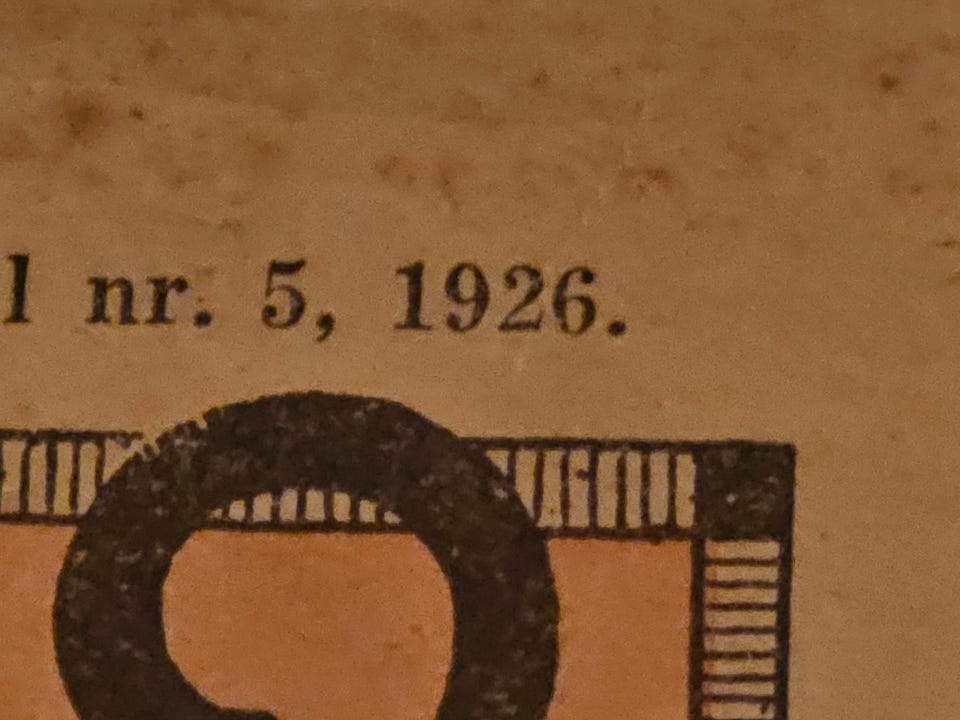 l nr. 5, 1926.